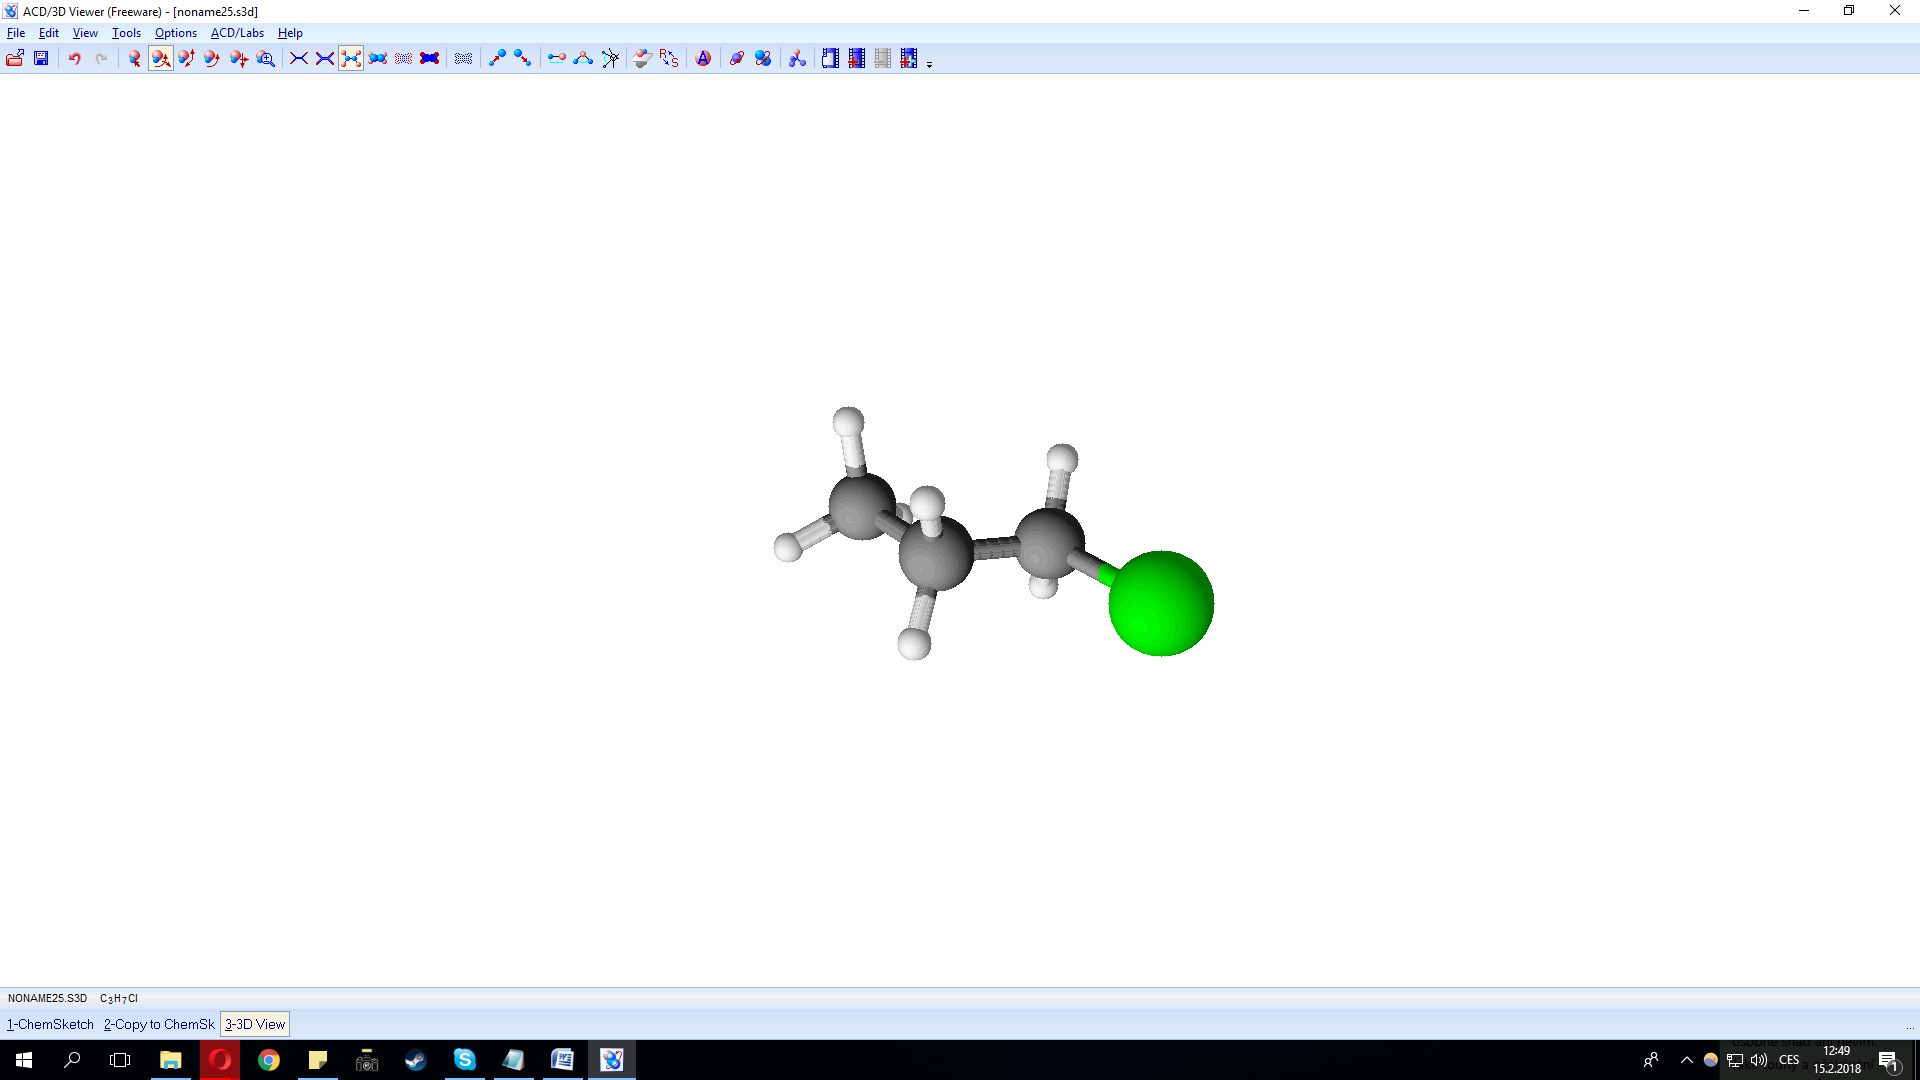 ACD/3D Viewer (Freeware) - [noname25.s3d]
File Edit View Tools Options ACD/Labs Help
NONAME25.S3D C3H7Cl
1-ChemSketch 2-Copy to ChemSk 3-3D View
...
CES
12:49
15.2.2018
1